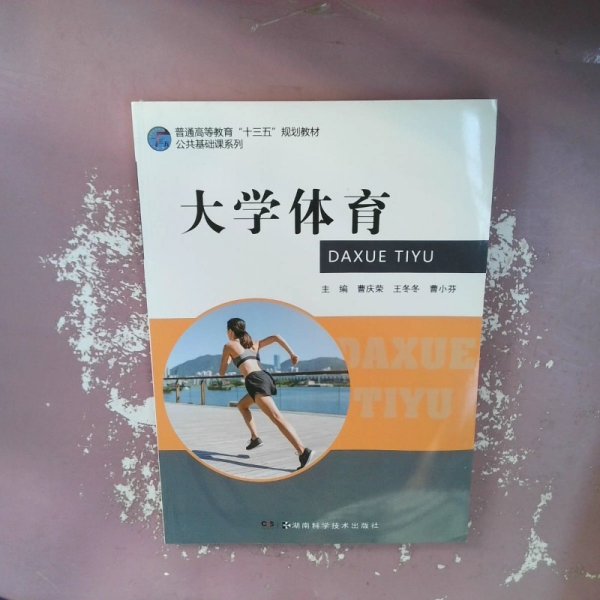 普通高等教育“十三五”规划教材
公共基础课系列
大学体育
DAXUE TIYU
主 编 曹庆荣 王冬冬 曹小芬
DAXUE
TIYU
湖南科学技术出版社